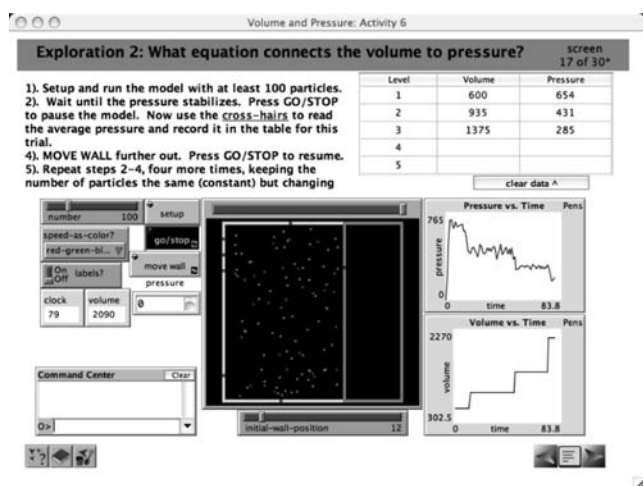 Volume and Pressure: Activity 6
Exploration 2: What equation connects the volume to pressure?
screen
17 of 30*
1). Setup and run the model with at least 100 particles.
2). Wait until the pressure stabilizes. Press GO/STOP
to pause the model. Now use the cross-hairs to read
the average pressure and record it in the table for this
trial.
4). MOVE WALL further out. Press GO/STOP to resume.
5). Repeat steps 2-4, four more times, keeping the
number of particles the same (constant) but changing
Level Volume Pressure
1 600 654
2 935 431
3 1375 285
4
5
clear data ^
number 100
setup
speed-as-color?
red-green-bl...
go/stop
On
Off
labels?
move wall
pressure
0
clock
79
volume
2090
Command Center
Clear
O>
initial-wall-position 12
Pressure vs. Time Pens
765
pressure
0
0 time 83.8
Volume vs. Time Pens
2270
volume
302.5
0 time 83.8